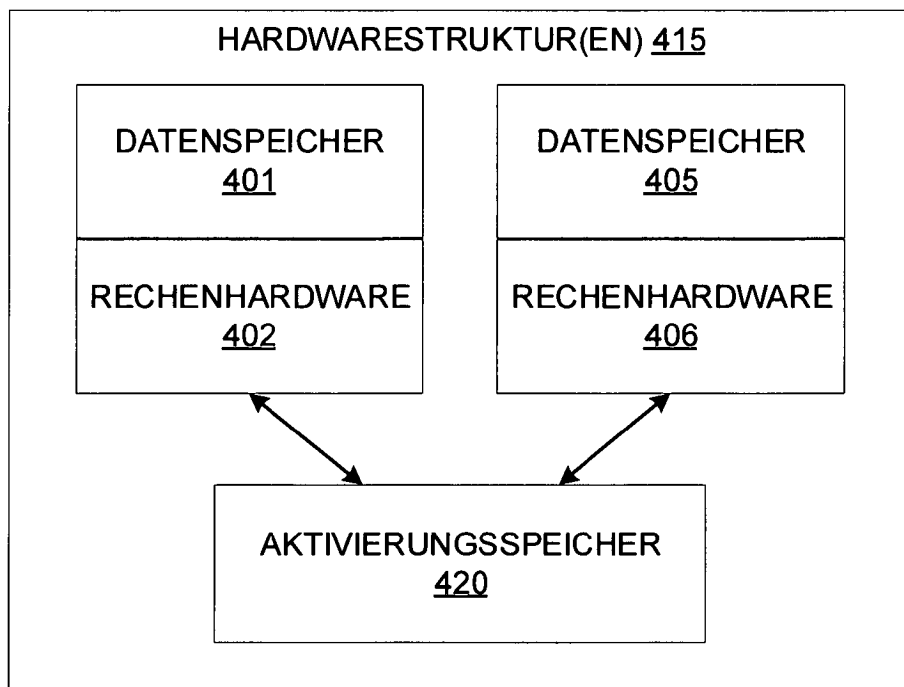 HARDWARESTRUKTUR(EN) 415
DATENSPEICHER
401
RECHENHARDWARE
402
DATENSPEICHER
405
RECHENHARDWARE
406
AKTIVIERUNGSSPEICHER
420